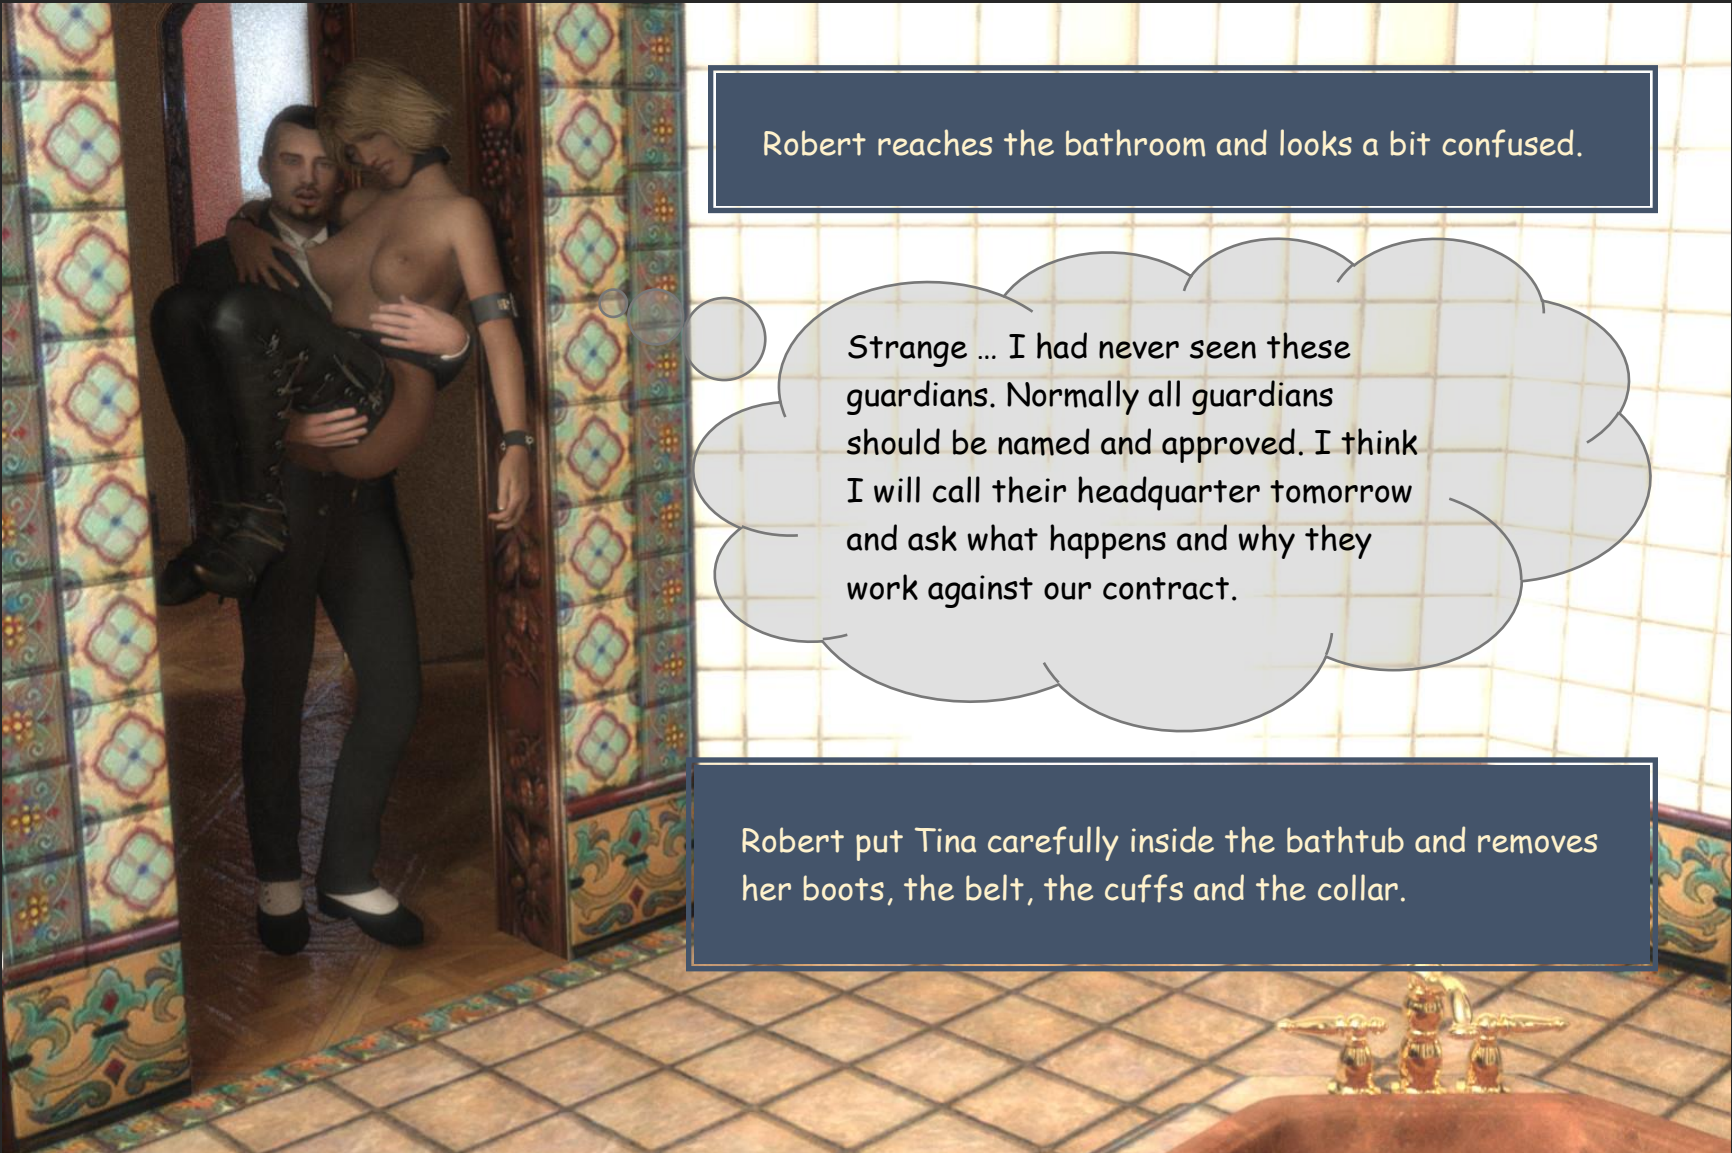 Robert reaches the bathroom and looks a bit confused.
Strange … I had never seen these
guardians. Normally all guardians
should be named and approved. I think
I will call their headquarter tomorrow
and ask what happens and why they
work against our contract.
Robert put Tina carefully inside the bathtub and removes
her boots, the belt, the cuffs and the collar.